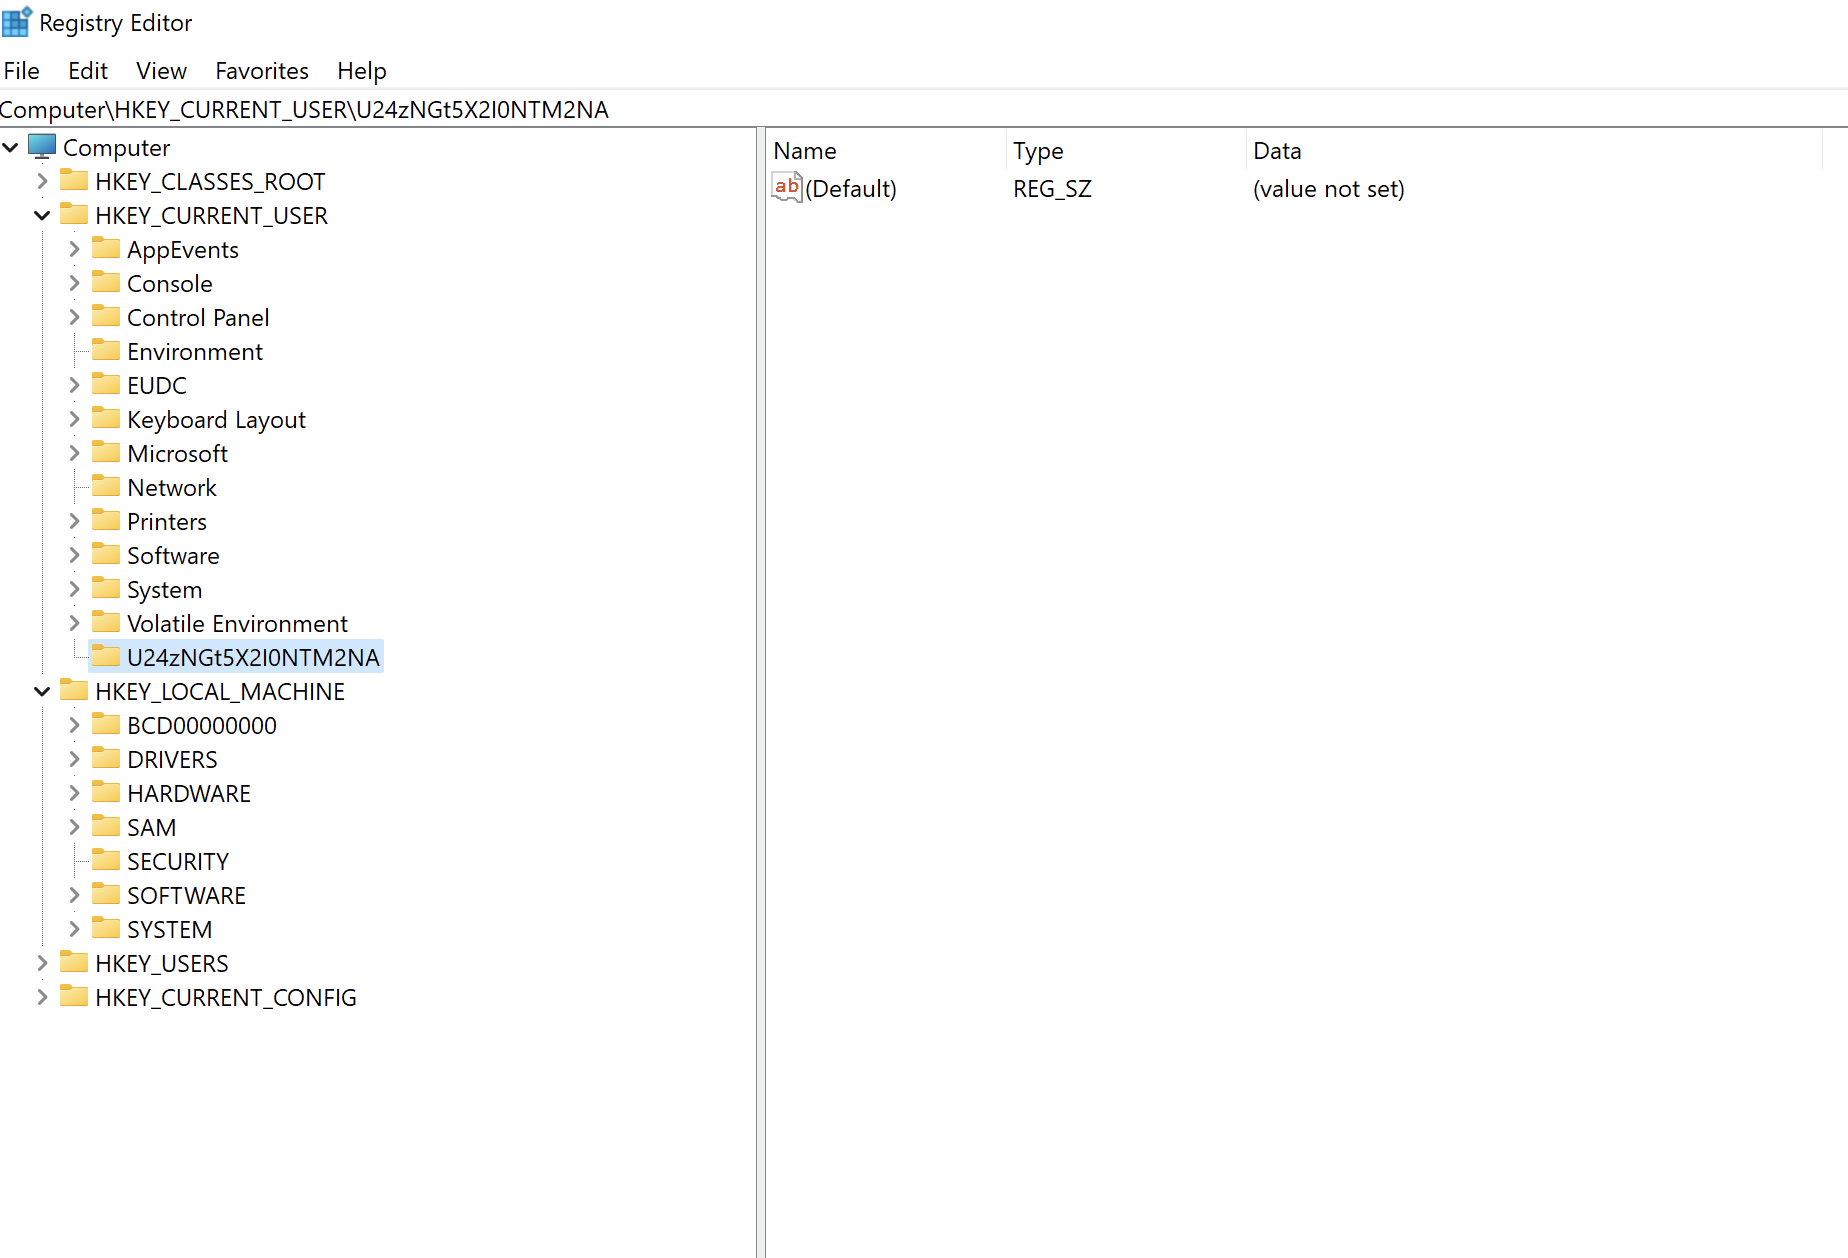 Registry Editor
File Edit View Favorites Help
Computer\HKEY_CURRENT_USER\U24zNGt5X2I0NTM2NA
Computer
HKEY_CLASSES_ROOT
HKEY_CURRENT_USER
AppEvents
Console
Control Panel
Environment
EUDC
Keyboard Layout
Microsoft
Network
Printers
Software
System
Volatile Environment
U24zNGt5X2I0NTM2NA
HKEY_LOCAL_MACHINE
BCD00000000
DRIVERS
HARDWARE
SAM
SECURITY
SOFTWARE
SYSTEM
HKEY_USERS
HKEY_CURRENT_CONFIG
Name Type Data
ab (Default) REG_SZ (value not set)